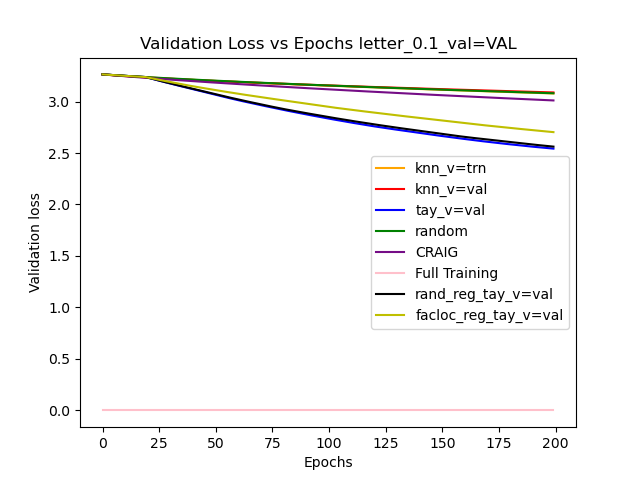 Validation Loss vs Epochs letter_0.1_val=VAL
Validation loss
3.0
2.5
2.0
1.5
1.0
0.5
0.0
knn_v=trn
knn_v=val
tay_v=val
random
CRAIG
Full Training
rand_reg_tay_v=val
facloc_reg_tay_v=val
0 25 50 75 100 125 150 175 200
Epochs